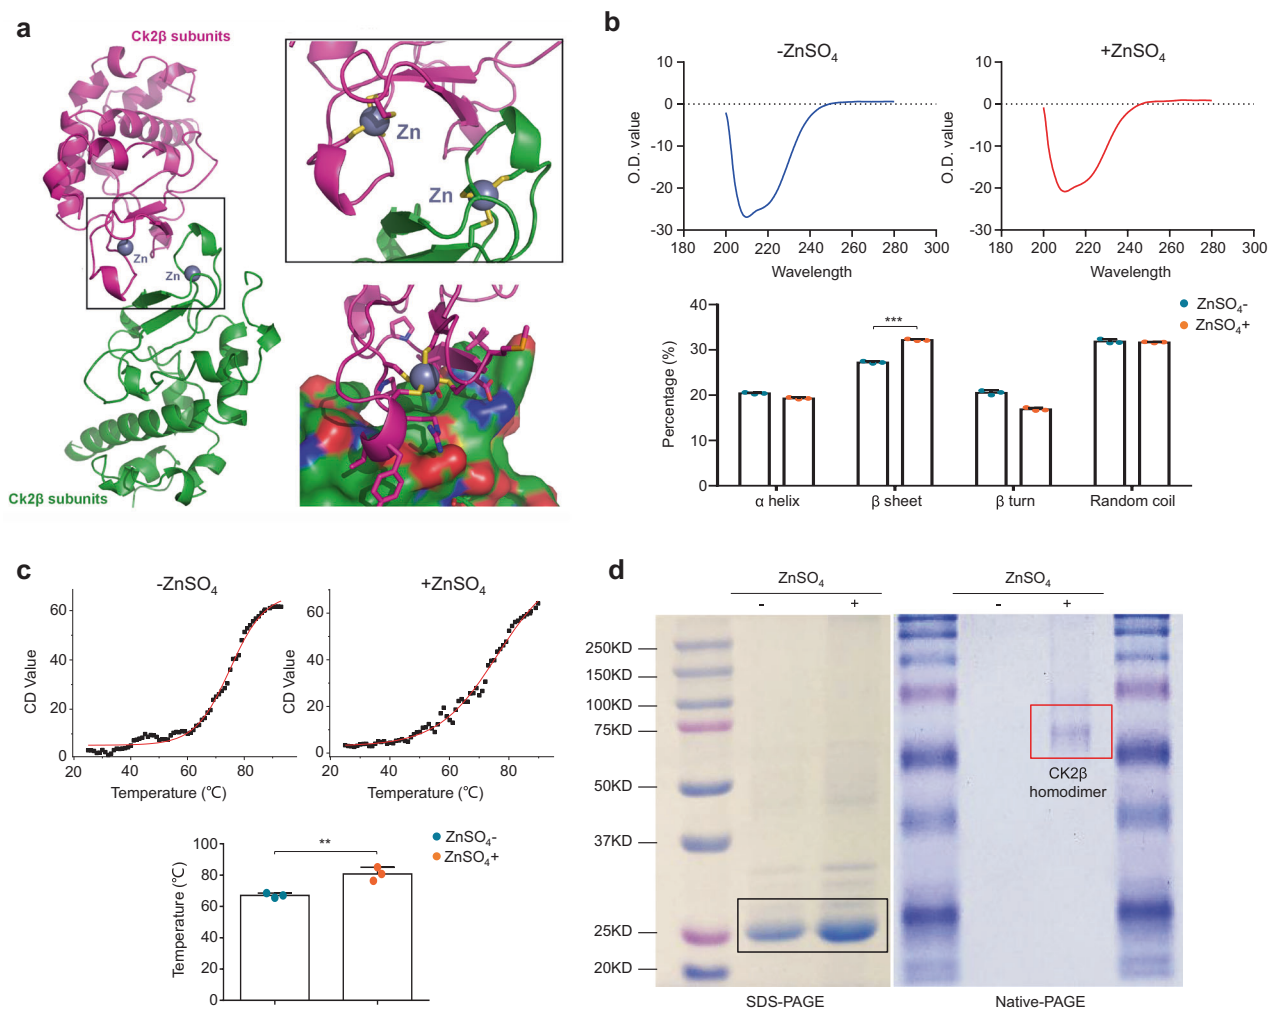 a
Ck2β subunits
Zn
Zn
Zn
Zn
Ck2β subunits
b
-ZnSO4
+ZnSO4
O.D. value
10
0
-10
-20
-30
180 200 220 240 260 280 300
Wavelength
O.D. value
10
0
-10
-20
-30
180 200 220 240 260 280 300
Wavelength
Percentage (%)
40
30
20
10
0
***
ZnSO4-
ZnSO4+
α helix β sheet β turn Random coil
c
-ZnSO4
+ZnSO4
CD Value
60
40
20
0
20 40 60 80
Temperature (℃)
CD Value
60
40
20
0
20 40 60 80
Temperature (℃)
Temperature (℃)
100
80
60
40
20
0
**
ZnSO4-
ZnSO4+
d
ZnSO4
- +
ZnSO4
- +
250KD
150KD
100KD
75KD
50KD
37KD
25KD
20KD
CK2β
homodimer
SDS-PAGE
Native-PAGE